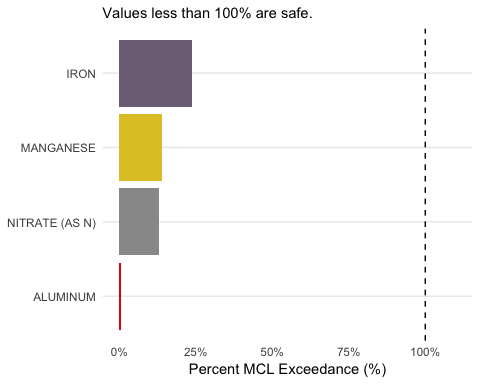 Values less than 100% are safe.
IRON
MANGANESE
NITRATE (AS N)
ALUMINUM
0% 25% 50% 75% 100%
Percent MCL Exceedance (%)